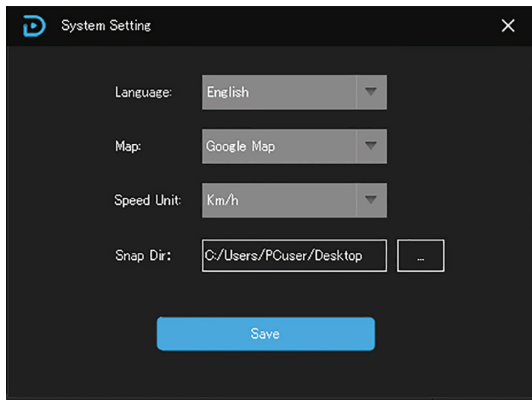 System Setting
Language: English
Map: Google Map
Speed Unit: Km/h
Snap Dir: C:/Users/PCuser/Desktop ...
Save